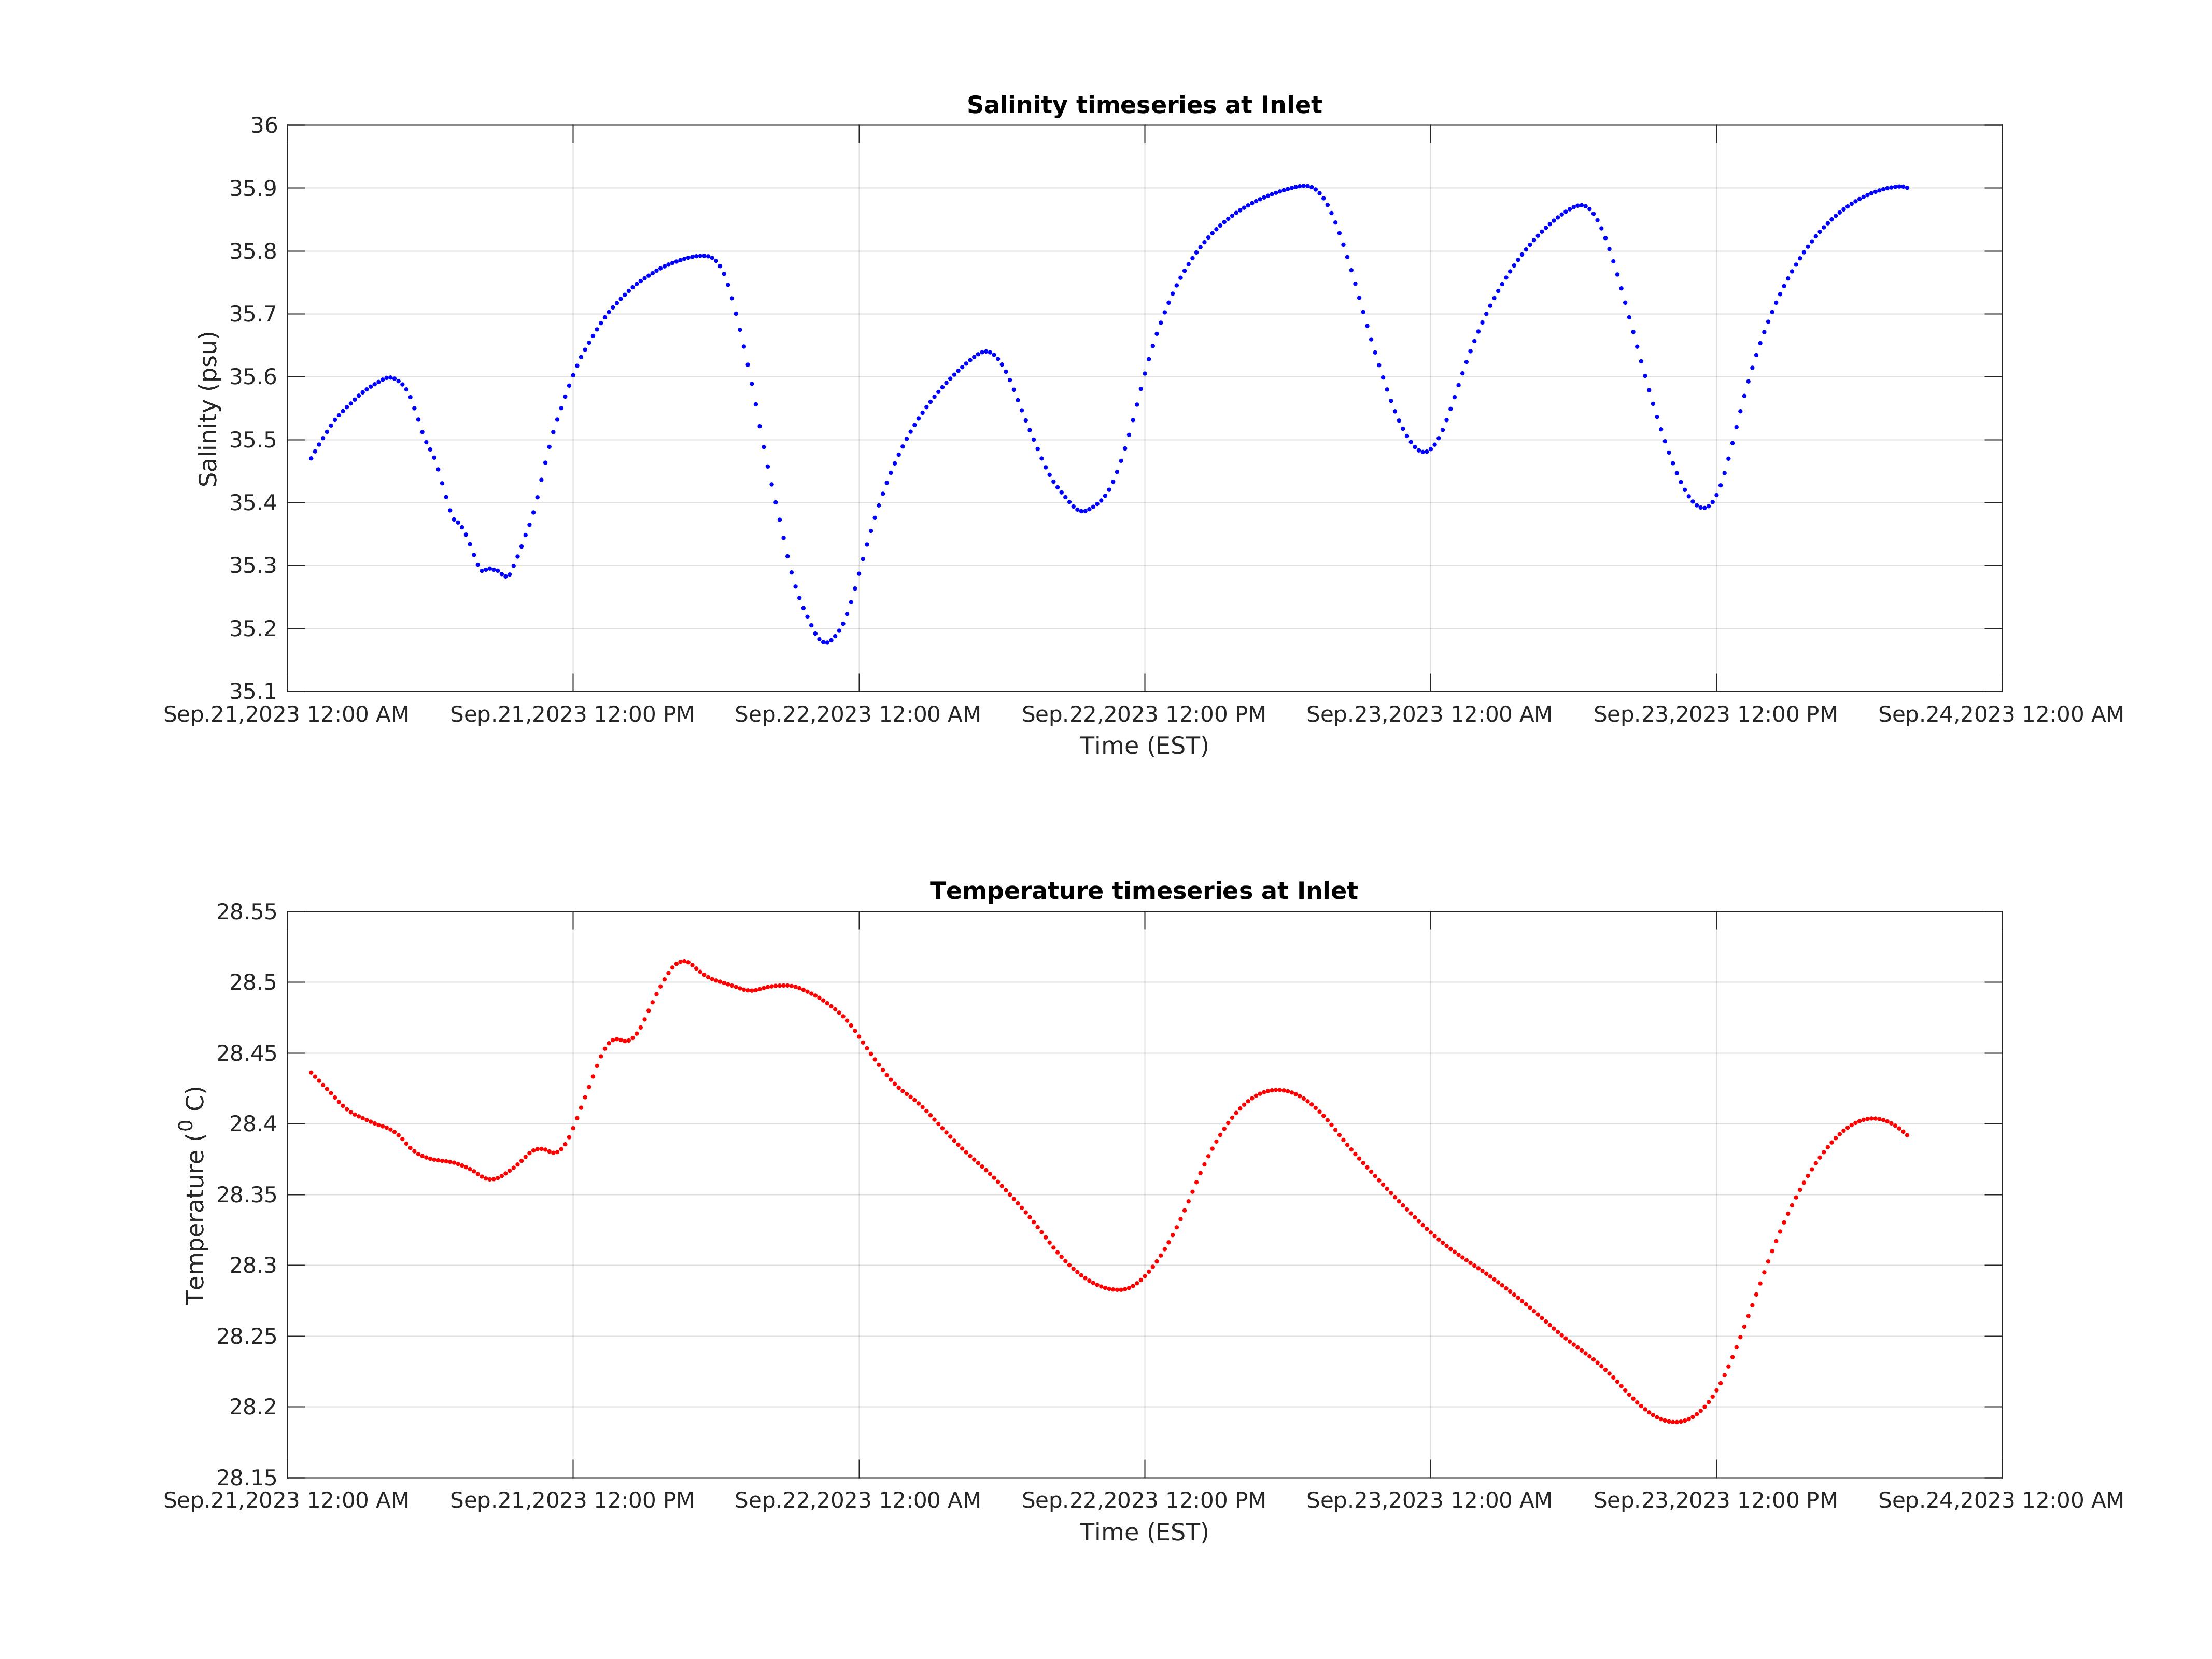 Salinity timeseries at Inlet
36
35.9
35.8
35.7
35.6
35.5
35.4
35.3
35.2
35.1
Salinity (psu)
Sep.21,2023 12:00 AM Sep.21,2023 12:00 PM Sep.22,2023 12:00 AM Sep.22,2023 12:00 PM Sep.23,2023 12:00 AM Sep.23,2023 12:00 PM Sep.24,2023 12:00 AM
Time (EST)
Temperature timeseries at Inlet
28.55
28.5
28.45
28.4
28.35
28.3
28.25
28.2
28.15
Temperature (⁰ C)
Sep.21,2023 12:00 AM Sep.21,2023 12:00 PM Sep.22,2023 12:00 AM Sep.22,2023 12:00 PM Sep.23,2023 12:00 AM Sep.23,2023 12:00 PM Sep.24,2023 12:00 AM
Time (EST)